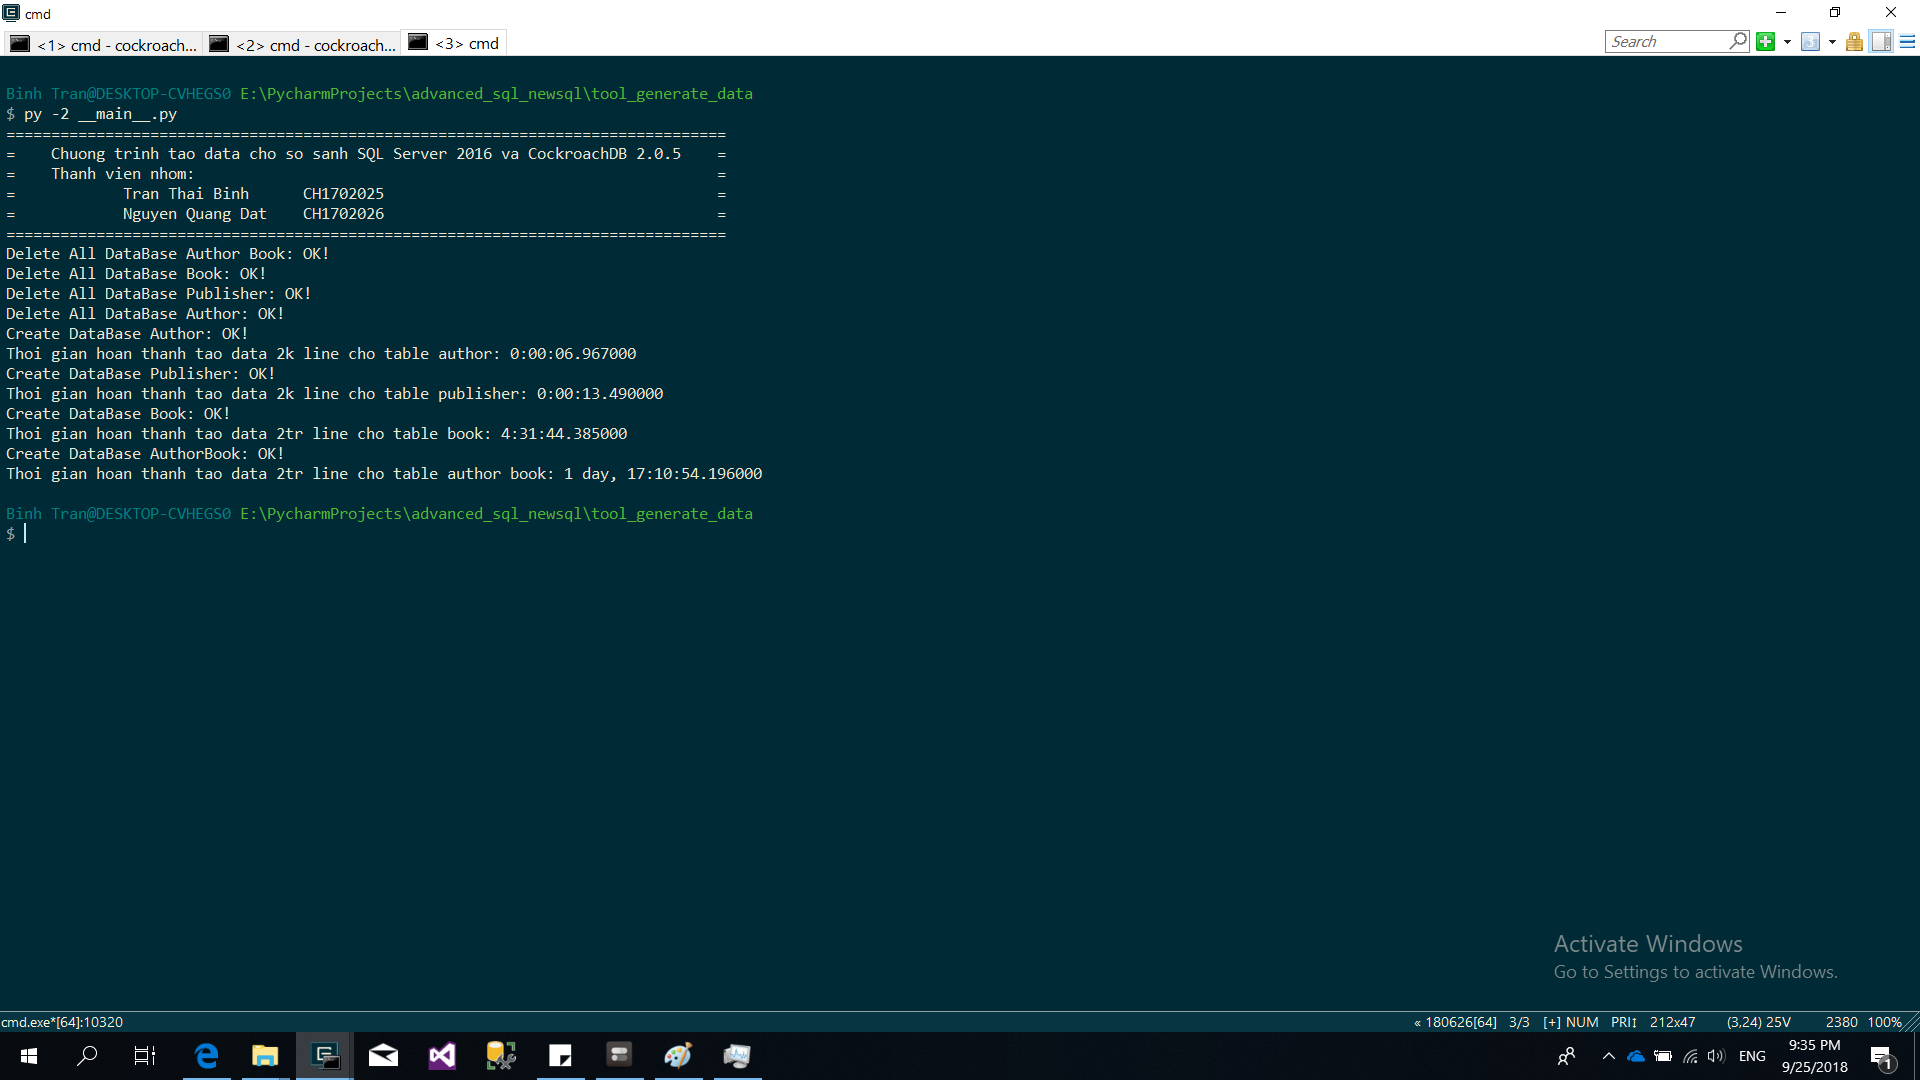 cmd
<1> cmd - cockroach...
<2> cmd - cockroach...
<3> cmd
Search
Binh Tran@DESKTOP-CVHEGS0 E:\PycharmProjects\advanced_sql_newsql\tool_generate_data
$ py -2 __main__.py
================================================================================
=    Chuong trinh tao data cho so sanh SQL Server 2016 va CockroachDB 2.0.5    =
=    Thanh vien nhom:                                                          =
=            Tran Thai Binh      CH1702025                                     =
=            Nguyen Quang Dat    CH1702026                                     =
================================================================================
Delete All DataBase Author Book: OK!
Delete All DataBase Book: OK!
Delete All DataBase Publisher: OK!
Delete All DataBase Author: OK!
Create DataBase Author: OK!
Thoi gian hoan thanh tao data 2k line cho table author: 0:00:06.967000
Create DataBase Publisher: OK!
Thoi gian hoan thanh tao data 2k line cho table publisher: 0:00:13.490000
Create DataBase Book: OK!
Thoi gian hoan thanh tao data 2tr line cho table book: 4:31:44.385000
Create DataBase AuthorBook: OK!
Thoi gian hoan thanh tao data 2tr line cho table author book: 1 day, 17:10:54.196000
Binh Tran@DESKTOP-CVHEGS0 E:\PycharmProjects\advanced_sql_newsql\tool_generate_data
$
Activate Windows
Go to Settings to activate Windows.
cmd.exe*[64]:10320
« 180626[64] 3/3 [+] NUM PRI↕ 212x47 (3,24) 25V 2380 100%
ENG
9:35 PM
9/25/2018
1